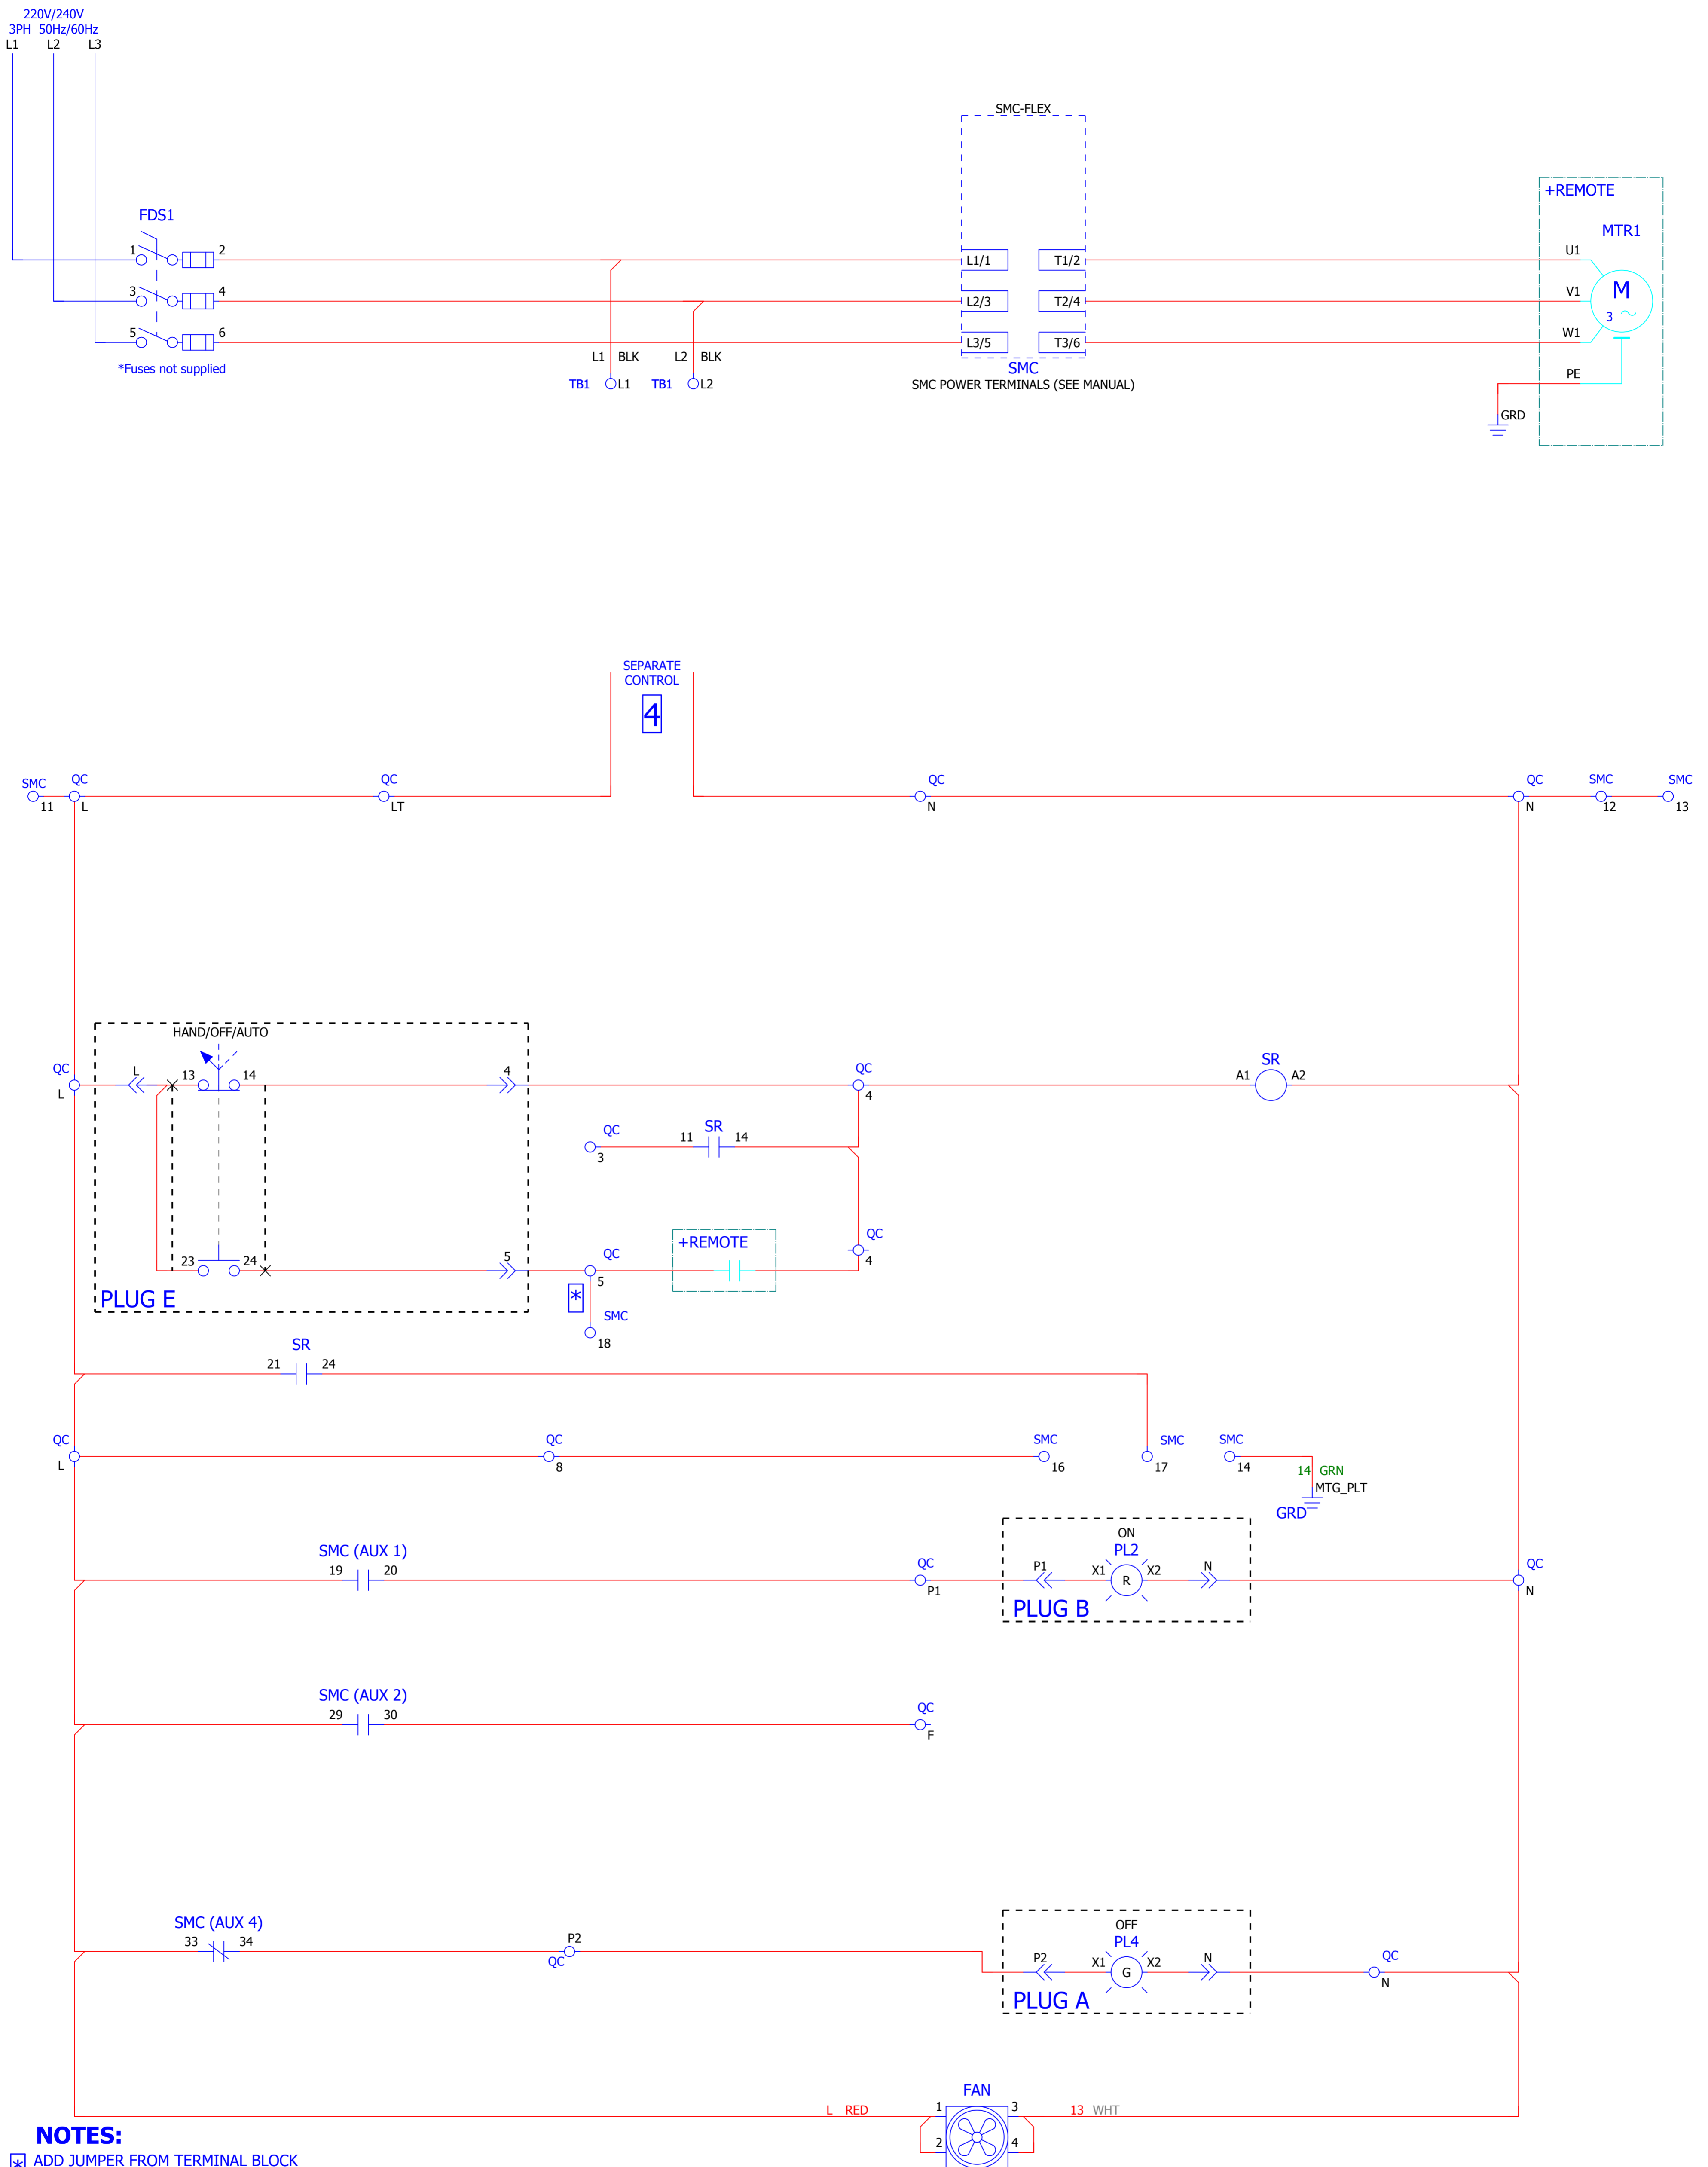 220V/240V
3PH 50Hz/60Hz
L1 L2 L3
SMC-FLEX
+REMOTE
FDS1
MTR1
1 2 L1/1 T1/2 U1
3 4 L2/3 T2/4 V1 M
3
5 6 L3/5 T3/6 W1
*Fuses not supplied
L1 BLK L2 BLK
SMC
TB1 L1 TB1 L2
SMC POWER TERMINALS (SEE MANUAL)
PE
GRD
SEPARATE
CONTROL
4
SMC QC QC QC QC SMC SMC
11 L LT N N 12 13
HAND/OFF/AUTO
QC L 13 14 4 QC SR
A1 A2
L 4
QC SR
11 14
3
+REMOTE
QC
4
23 24 5 QC
5
PLUG E
*
SMC
18
SR
21 24
QC QC SMC SMC SMC
L 8 16 17 14
14 GRN
MTG_PLT
GRD
ON
SMC (AUX 1) PL2
19 20 QC P1 X1 R X2 N QC
P1 N
PLUG B
SMC (AUX 2)
29 30 QC
F
OFF
SMC (AUX 4) PL4
33 34 P2
QC
P2 X1 G X2 N QC
N
PLUG A
FAN
L RED 1 3 13 WHT
2 4
NOTES:
* ADD JUMPER FROM TERMINAL BLOCK